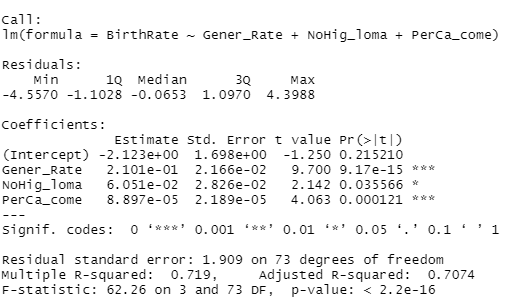 Call:
lm(formula = BirthRate ~ Gener_Rate + NoHig_loma + PerCa_come)
Residuals:
Min 1Q Median 3Q Max
-4.5570 -1.1028 -0.0653 1.0970 4.3988
Coefficients:
Estimate Std. Error t value Pr(>|t|)
(Intercept) -2.123e+00 1.698e+00 -1.250 0.215210
Gener_Rate 2.101e-01 2.166e-02 9.700 9.17e-15 ***
NoHig_loma 6.051e-02 2.826e-02 2.142 0.035566 *
PerCa_come 8.897e-05 2.189e-05 4.063 0.000121 ***
---
Signif. codes: 0 ‘***’ 0.001 ‘**’ 0.01 ‘*’ 0.05 ‘.’ 0.1 ‘ ’ 1
Residual standard error: 1.909 on 73 degrees of freedom
Multiple R-squared: 0.719, Adjusted R-squared: 0.7074
F-statistic: 62.26 on 3 and 73 DF, p-value: < 2.2e-16